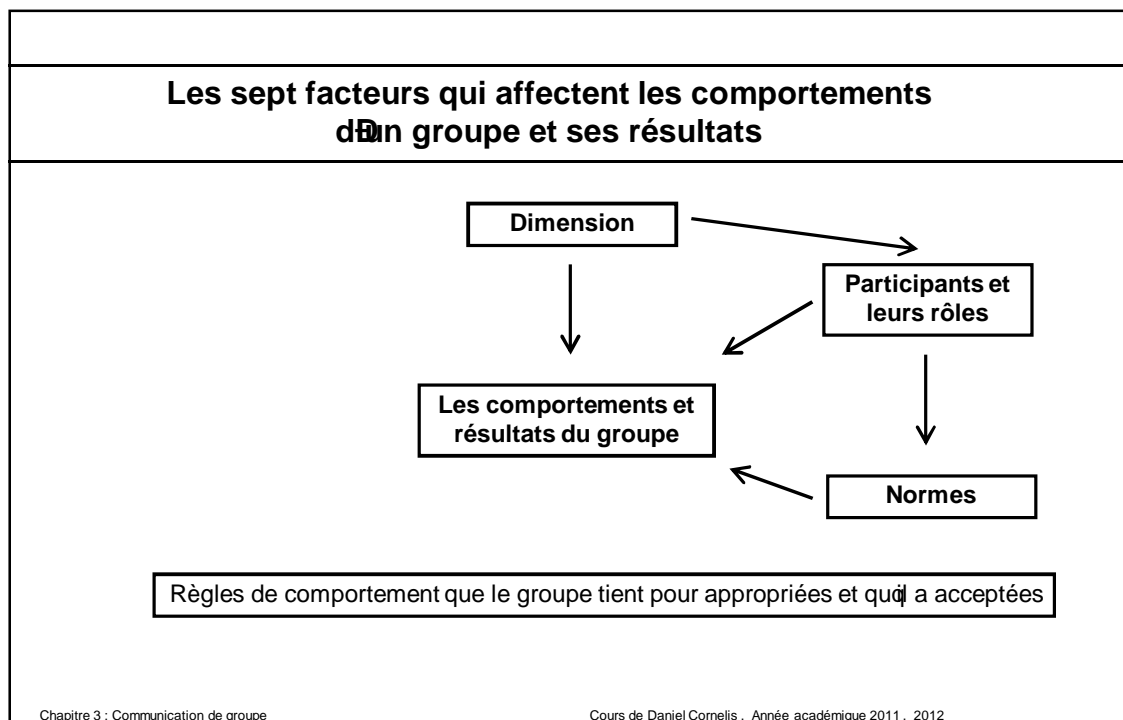 Les sept facteurs qui affectent les comportements
d'un groupe et ses résultats
Dimension
Participants et
leurs rôles
Les comportements et
résultats du groupe
Normes
Règles de comportement que le groupe tient pour appropriées et qu'il a acceptées
Chapitre 3 : Communication de groupe
Cours de Daniel Cornelis . Année académique 2011 . 2012